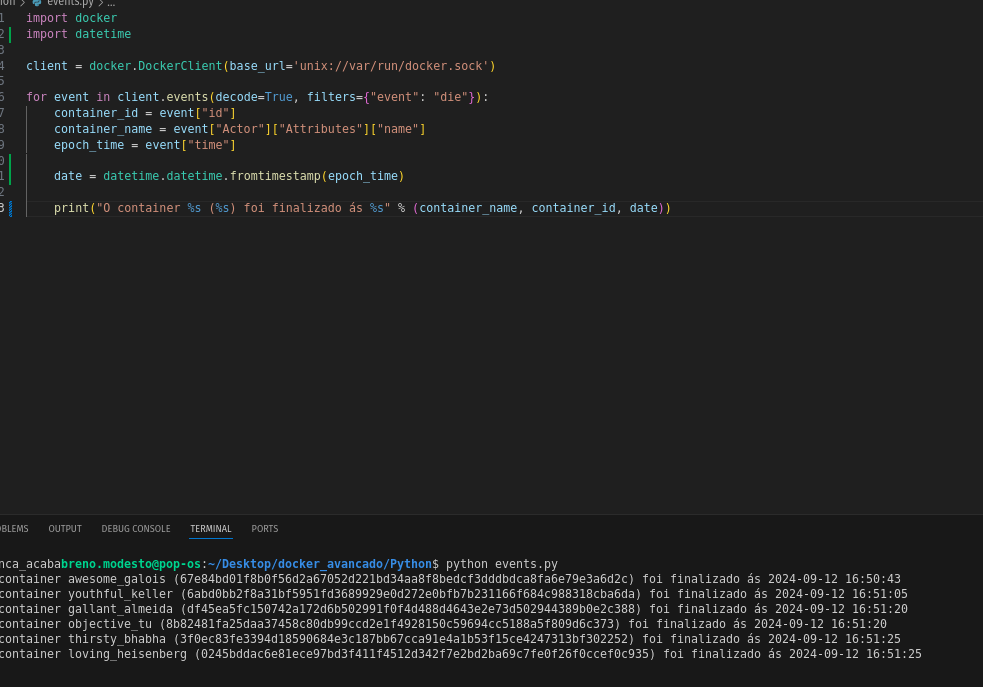 ion > events.py > ...
1 import docker
2 import datetime
3
4 client = docker.DockerClient(base_url='unix://var/run/docker.sock')
5
6 for event in client.events(decode=True, filters={"event": "die"}):
7 container_id = event["id"]
8 container_name = event["Actor"]["Attributes"]["name"]
9 epoch_time = event["time"]
0
1 date = datetime.datetime.fromtimestamp(epoch_time)
2
3 print("O container %s (%s) foi finalizado ás %s" % (container_name, container_id, date))
OBLEMS OUTPUT DEBUG CONSOLE TERMINAL PORTS
nca_acababreno.modesto@pop-os:~/Desktop/docker_avancado/Python$ python events.py
container awesome_galois (67e84bd01f8b0f56d2a67052d221bd34aa8f8bedcf3dddbdca8fa6e79e3a6d2c) foi finalizado ás 2024-09-12 16:50:43
container youthful_keller (6abd0bb2f8a31bf5951fd3689929e0d272e0bfb7b231166f684c988318cba6da) foi finalizado ás 2024-09-12 16:51:05
container gallant_almeida (df45ea5fc150742a172d6b502991f0f4d488d4643e2e73d502944389b0e2c388) foi finalizado ás 2024-09-12 16:51:20
container objective_tu (8b82481fa25daa37458c80db99ccd2e1f4928150c59694cc5188a5f809d6c373) foi finalizado ás 2024-09-12 16:51:20
container thirsty_bhabha (3f0ec83fe3394d18590684e3c187bb67cca91e4a1b53f15ce4247313bf302252) foi finalizado ás 2024-09-12 16:51:25
container loving_heisenberg (0245bddac6e81ece97bd3f411f4512d342f7e2bd2ba69c7fe0f26f0ccef0c935) foi finalizado ás 2024-09-12 16:51:25